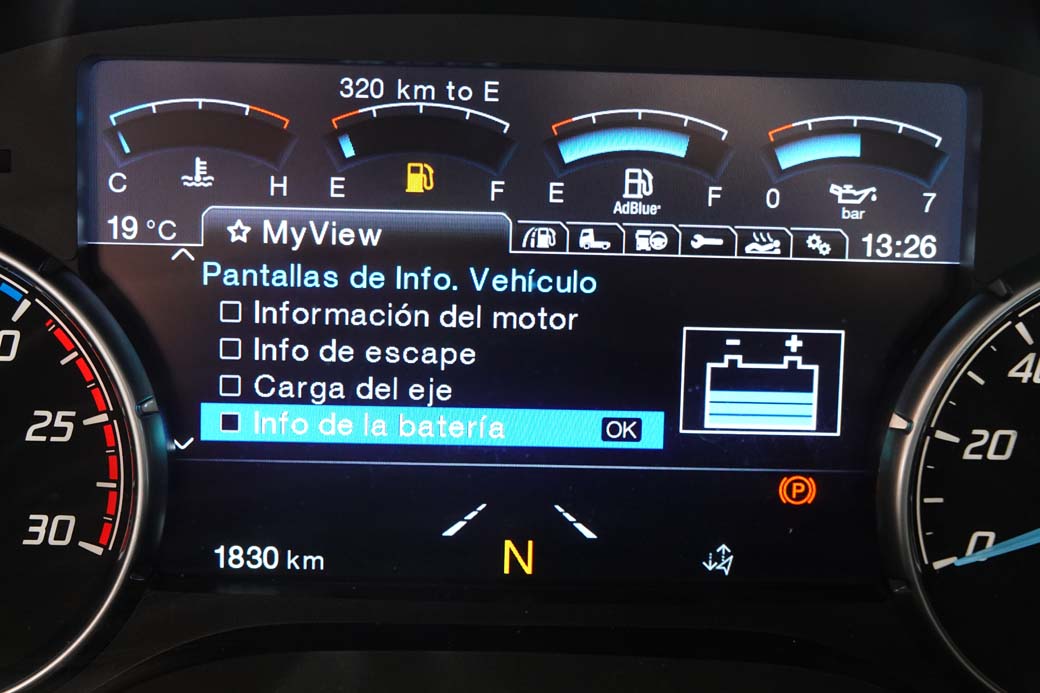 320 km to E
C H E F E F 0 7
AdBlue®
bar
19 °C
MyView
13:26
Pantallas de Info. Vehículo
Información del motor
Info de escape
Carga del eje
Info de la batería OK
- +
25
30
40
20
0
P
1830 km
N